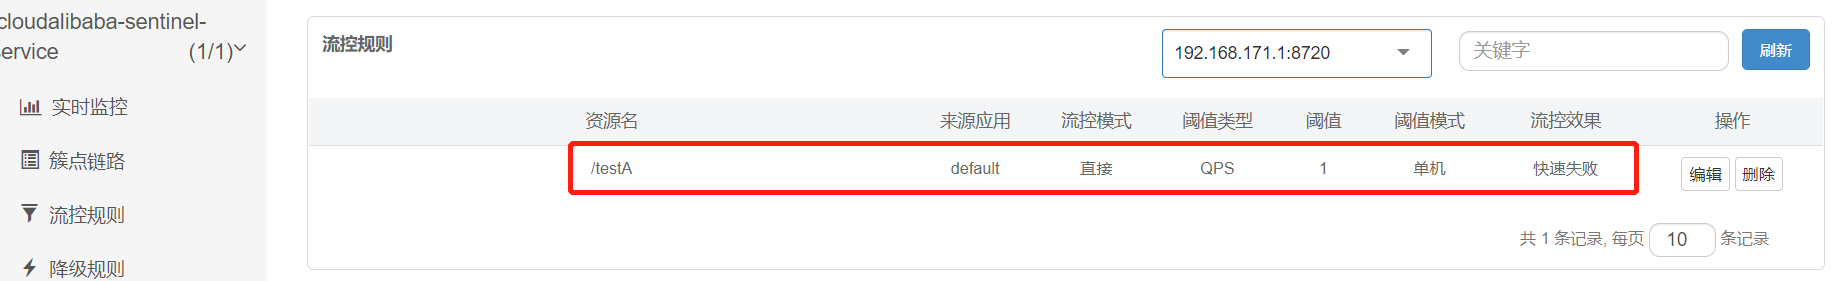 cloudalibaba-sentinel-
service (1/1)
实时监控
簇点链路
流控规则
降级规则
流控规则
192.168.171.1:8720
关键字
刷新
资源名 来源应用 流控模式 阈值类型 阈值 阈值模式 流控效果 操作
/testA default 直接 QPS 1 单机 快速失败 编辑 删除
共 1 条记录, 每页 10 条记录